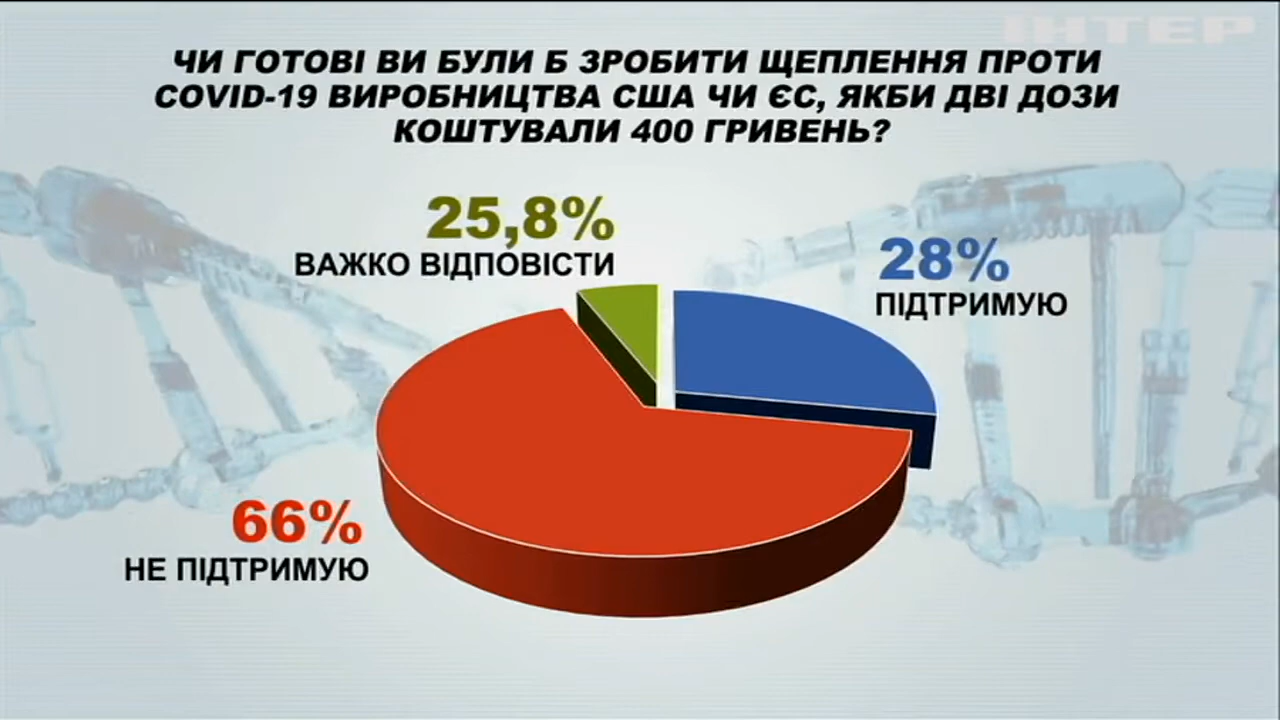 ІНТЕР
ЧИ ГОТОВІ ВИ БУЛИ Б ЗРОБИТИ ЩЕПЛЕННЯ ПРОТИ
COVID-19 ВИРОБНИЦТВА США ЧИ ЄС, ЯКБИ ДВІ ДОЗИ
КОШТУВАЛИ 400 ГРИВЕНЬ?
25,8%
ВАЖКО ВІДПОВІСТИ
28%
ПІДТРИМУЮ
66%
НЕ ПІДТРИМУЮ